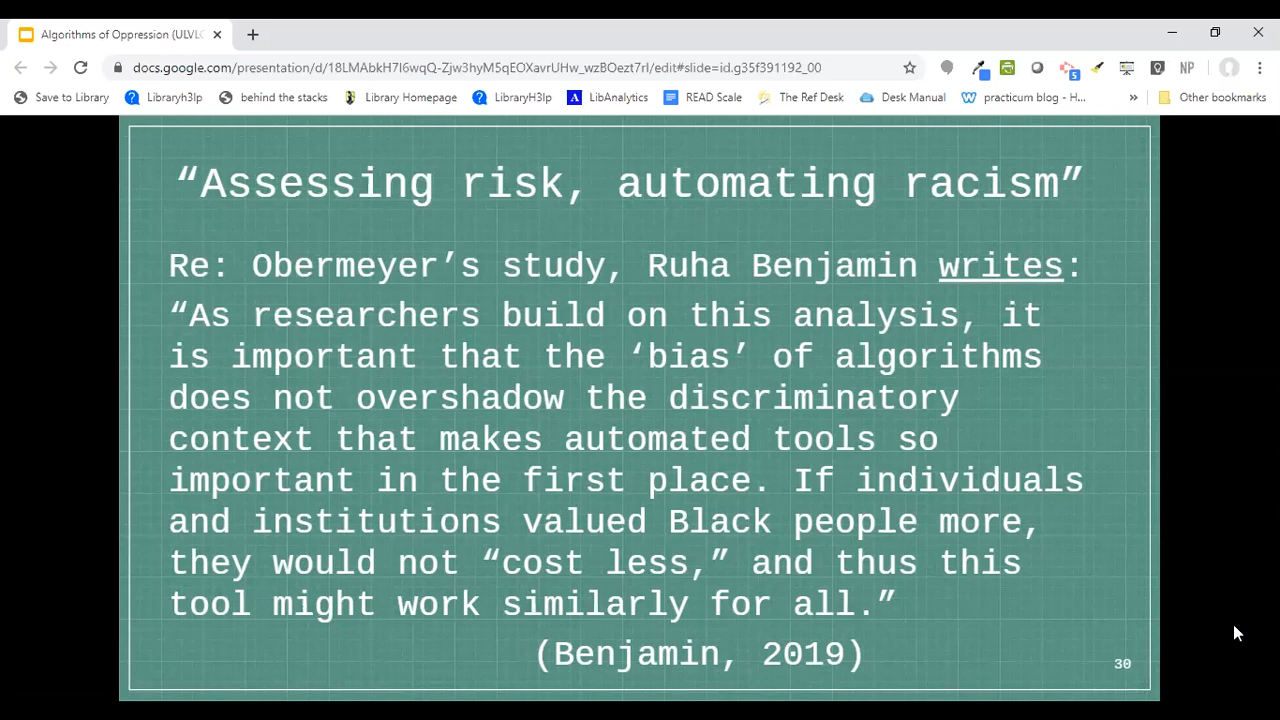 Algorithms of Oppression (ULVLC
docs.google.com/presentation/d/18LMAbkH7I6wqQ-Zjw3hyM5qEOXavrUHw_wzBOezt7rI/edit#slide=id.g35f391192_00
5
NP
Save to Library
Libraryh3lp
behind the stacks
Library Homepage
LibraryH3lp
A
LibAnalytics
READ Scale
The Ref Desk
Desk Manual
practicum blog - H...
»
Other bookmarks
“Assessing risk, automating racism”
Re: Obermeyer’s study, Ruha Benjamin writes:
“As researchers build on this analysis, it
is important that the ‘bias’ of algorithms
does not overshadow the discriminatory
context that makes automated tools so
important in the first place. If individuals
and institutions valued Black people more,
they would not “cost less,” and thus this
tool might work similarly for all.”
(Benjamin, 2019)
30